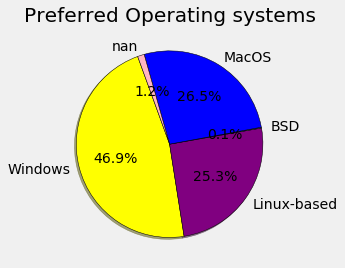 Preferred Operating systems
nan
MacOS
1.2%
26.5%
BSD
0.1%
46.9%
Windows
25.3%
Linux-based